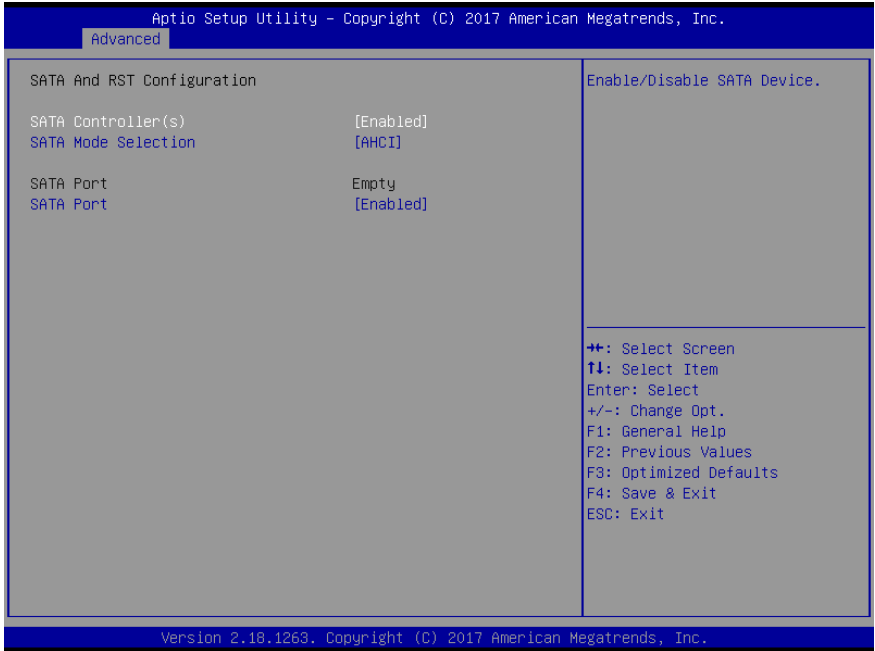 Aptio Setup Utility – Copyright (C) 2017 American Megatrends, Inc.
Advanced
SATA And RST Configuration
SATA Controller(s) [Enabled]
SATA Mode Selection [AHCI]
SATA Port Empty
SATA Port [Enabled]
Enable/Disable SATA Device.
→←: Select Screen
↑↓: Select Item
Enter: Select
+/-: Change Opt.
F1: General Help
F2: Previous Values
F3: Optimized Defaults
F4: Save & Exit
ESC: Exit
Version 2.18.1263. Copyright (C) 2017 American Megatrends, Inc.